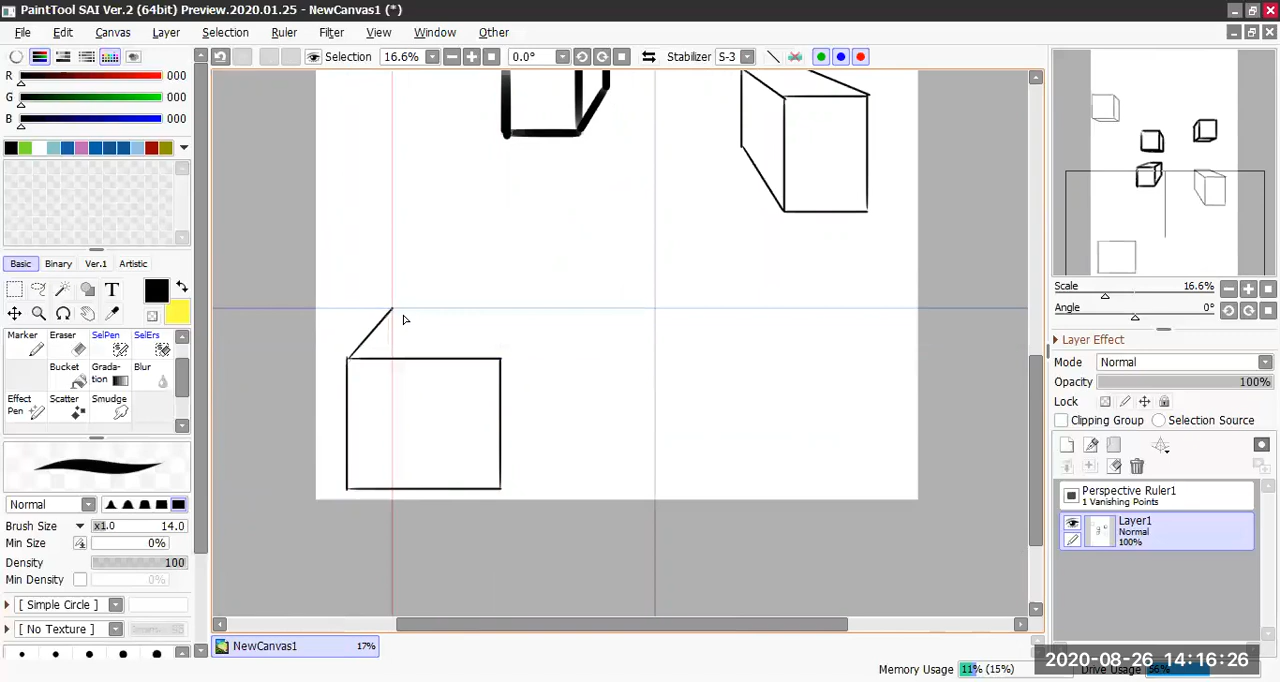 PaintTool SAI Ver.2 (64bit) Preview.2020.01.25 - NewCanvas1 (*)
File Edit Canvas Layer Selection Ruler Filter View Window Other
Selection 16.6% 0.0° Stabilizer S-3
R 000
G 000
B 000
Basic Binary Ver.1 Artistic
T
Marker Eraser SelPen SelErs
Bucket Grada-tion Blur
Effect Pen Scatter Smudge
Normal
Brush Size x1.0 14.0
Min Size 0%
Density 100
Min Density 0%
[ Simple Circle ]
[ No Texture ]
Scale 16.6%
Angle 0°
Layer Effect
Mode Normal
Opacity 100%
Lock
Clipping Group Selection Source
Perspective Ruler1
1 Vanishing Points
Layer1
Normal
100%
NewCanvas1 17%
Memory Usage 11% (15%) Drive Usage 56%
2020-08-26 14:16:26